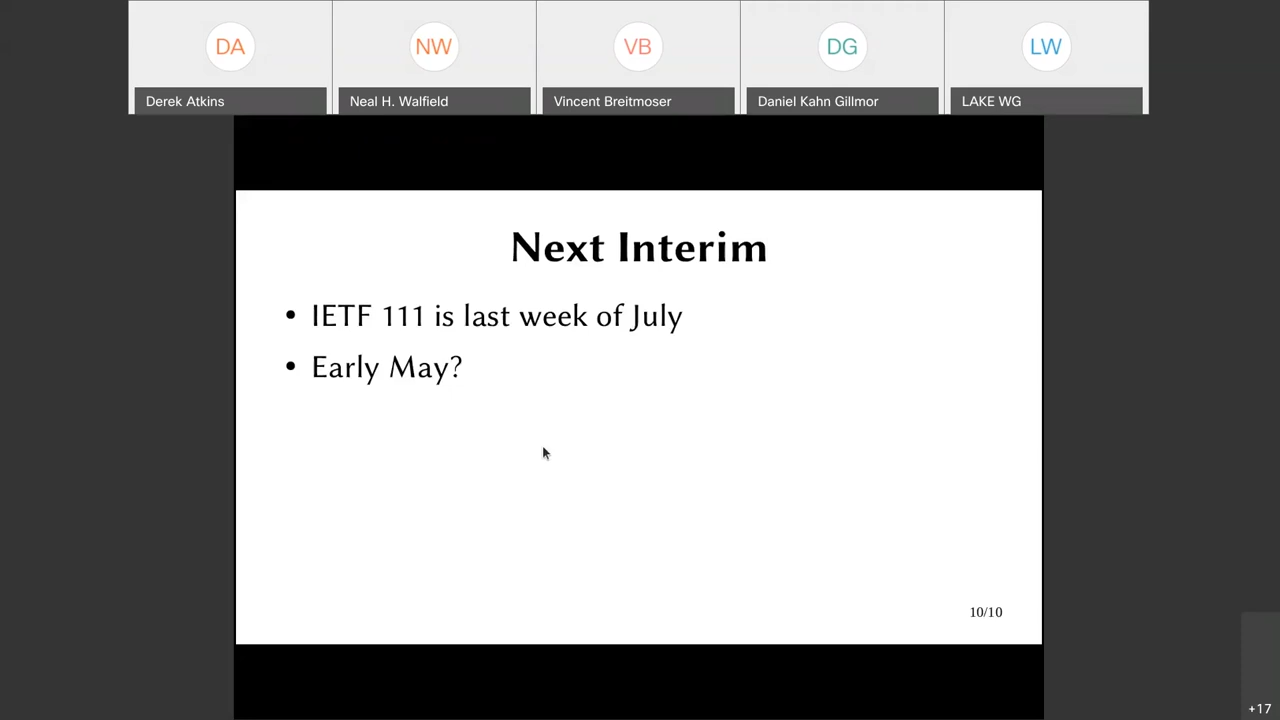 DA
NW
VB
DG
LW
Derek Atkins
Neal H. Walfield
Vincent Breitmoser
Daniel Kahn Gillmor
LAKE WG
Next Interim
• IETF 111 is last week of July
• Early May?
10/10
+17